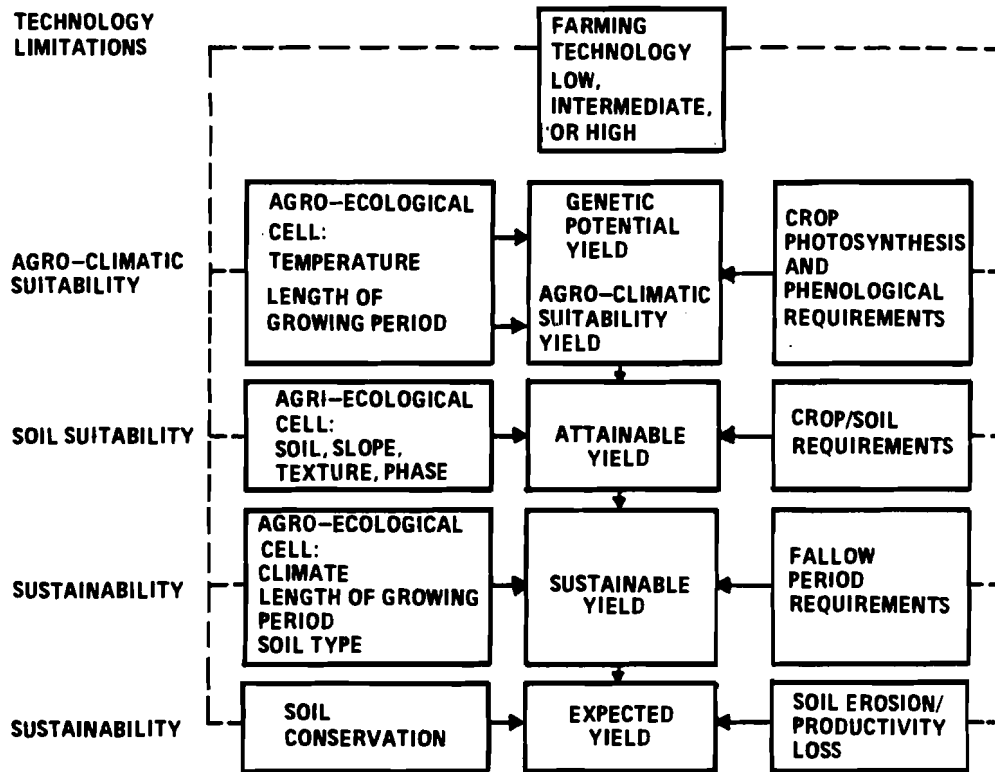 TECHNOLOGY
LIMITATIONS
FARMING
TECHNOLOGY
LOW,
INTERMEDIATE,
OR HIGH
AGRO-CLIMATIC
SUITABILITY
AGRO-ECOLOGICAL
CELL:
TEMPERATURE
LENGTH OF
GROWING PERIOD
GENETIC
POTENTIAL
YIELD
AGRO-CLIMATIC
SUITABILITY
YIELD
CROP
PHOTOSYNTHESIS
AND
PHENOLOGICAL
REQUIREMENTS
SOIL SUITABILITY
AGRI-ECOLOGICAL
CELL:
SOIL, SLOPE,
TEXTURE, PHASE
ATTAINABLE
YIELD
CROP/SOIL
REQUIREMENTS
SUSTAINABILITY
AGRO-ECOLOGICAL
CELL:
CLIMATE
LENGTH OF GROWING
PERIOD
SOIL TYPE
SUSTAINABLE
YIELD
FALLOW
PERIOD
REQUIREMENTS
SUSTAINABILITY
SOIL
CONSERVATION
EXPECTED
YIELD
SOIL EROSION/
PRODUCTIVITY
LOSS